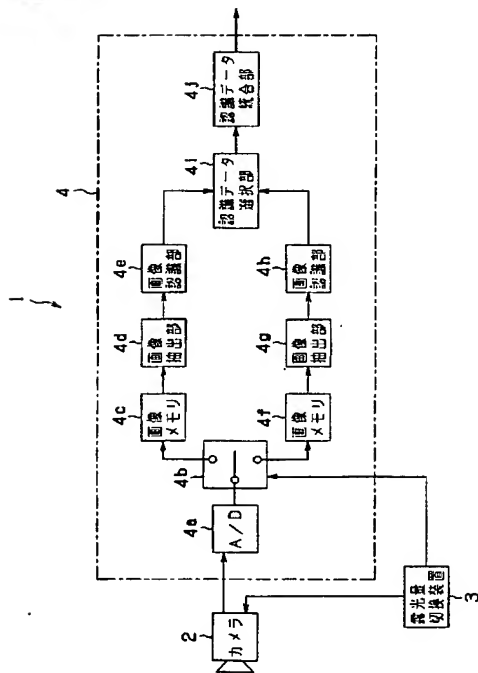 1
4
4e
画像
認識部
4d
画像
抽出部
4c
画像
メモリ
4b
4a
A/D
2
カメラ
4i
認識データ
選択部
4j
認識データ
統合部
4h
画像
認識部
4g
画像
抽出部
4f
画像
メモリ
露光量
切換装置
3